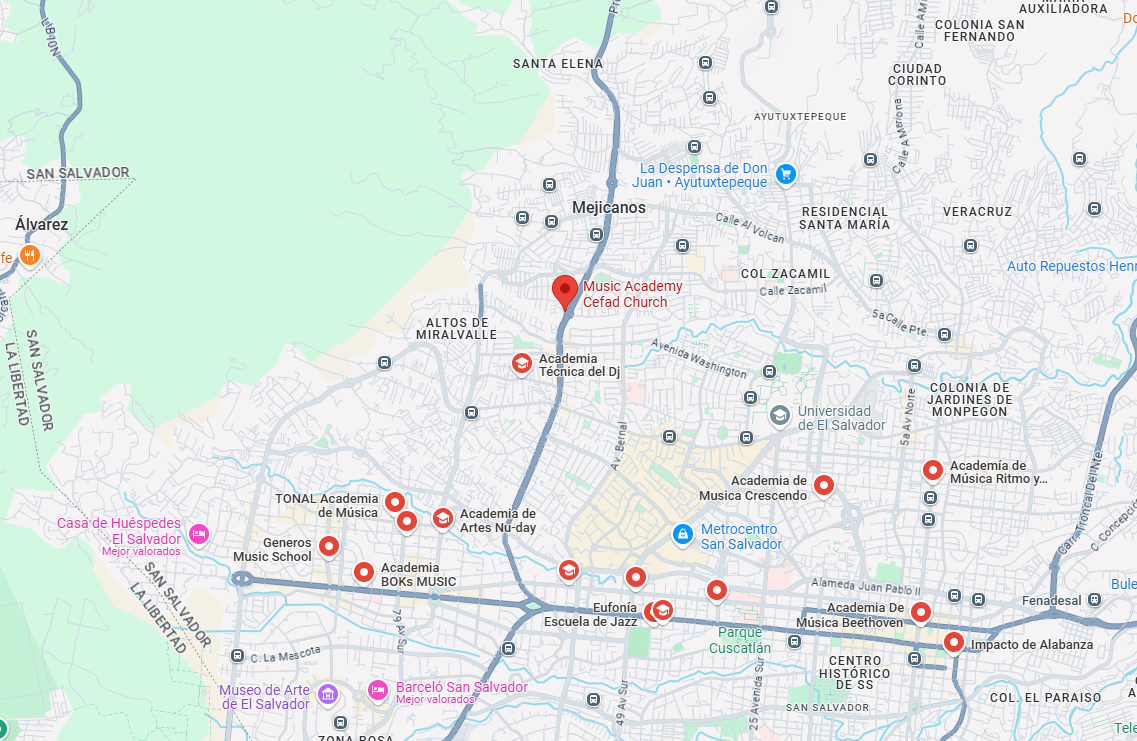 MARÍA
AUXILIADORA
COLONIA SAN
FERNANDO
SANTA ELENA
CIUDAD
CORINTO
Calle A Mariona
AYUTUXTEPEQUE
La Despensa de Don
Juan • Ayutuxtepeque
SAN SALVADOR
Álvarez
Mejicanos
Calle Al Volcan
RESIDENCIAL
SANTA MARÍA
VERACRUZ
COL ZACAMIL
Calle Zacamil
Auto Repuestos Henr
Music Academy
Cefad Church
5a Calle Pte.
ALTOS DE
MIRALVALLE
SAN SALVADOR
LA LIBERTAD
Academia
Técnica del Dj
Avenida Washington
COLONIA DE
JARDINES DE
MONPEGON
Universidad
de El Salvador
5a Av Norte
Av. Bernal
Academia de
Musica Crescendo
Academía de
Música Ritmo y...
Carr. Troncal Del Nte
C. Concepción
TONAL Academia
de Música
Academia de
Artes Nu-day
Casa de Huéspedes
El Salvador
Mejor valorados
Metrocentro
San Salvador
Generos
Music School
Academia
BOKs MUSIC
SAN SALVADOR
LA LIBERTAD
Alameda Juan Pablo II
Fenadesal
Eufonía
Escuela de Jazz
Academia De
Música Beethoven
79 Av Sur
Parque
Cuscatlán
Impacto de Alabanza
C. La Mascota
CENTRO
HISTÓRICO
DE SS
Museo de Arte
de El Salvador
Barceló San Salvador
Mejor valorados
49 Av Sur
25 Avenida Sur
SAN SALVADOR
COL. EL PARAISO
ZONA ROSA